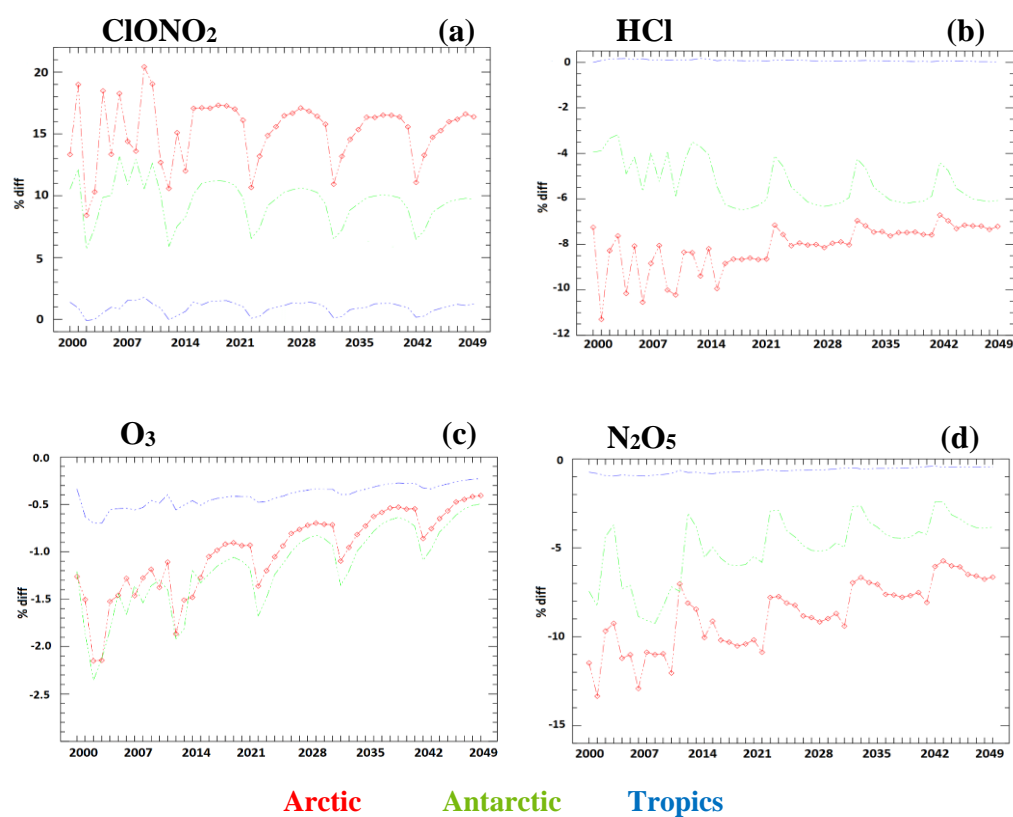 ClONO₂ (a)
HCl (b)
20
15
10
5
0
% diff
2000 2007 2014 2021 2028 2035 2042 2049
0
-2
-4
-6
-8
-10
-12
% diff
2000 2007 2014 2021 2028 2035 2042 2049
O₃ (c)
N₂O₅ (d)
0.0
-0.5
-1.0
-1.5
-2.0
-2.5
% diff
2000 2007 2014 2021 2028 2035 2042 2049
0
-5
-10
-15
% diff
2000 2007 2014 2021 2028 2035 2042 2049
Arctic Antarctic Tropics